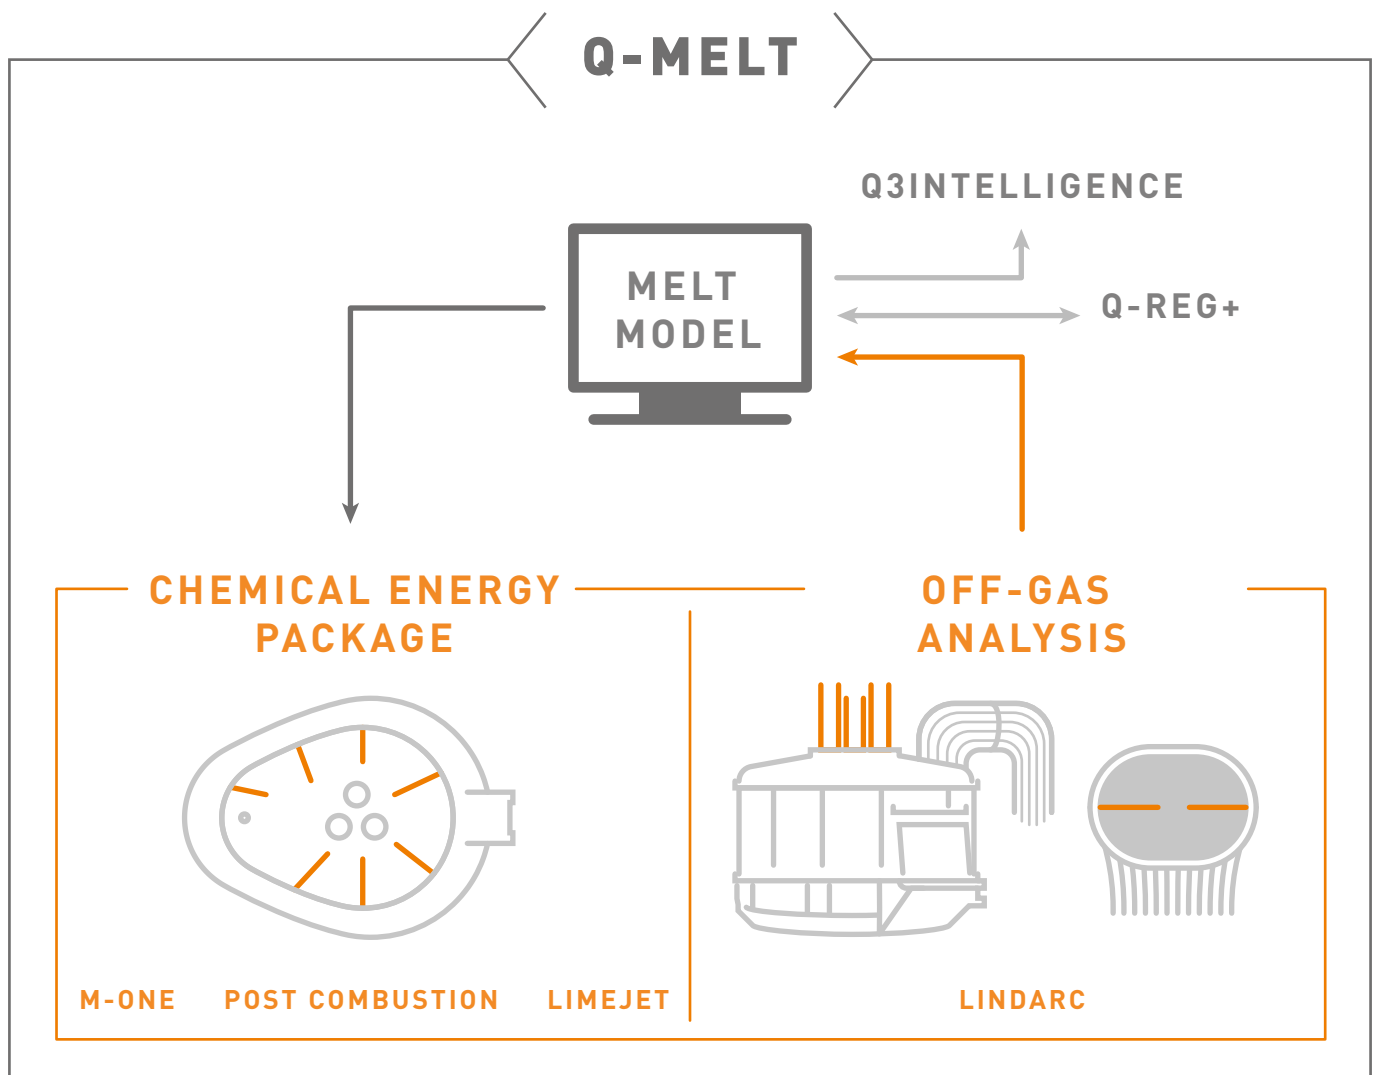 Q-MELT
Q3INTELLIGENCE
MELT
MODEL
Q-REG+
CHEMICAL ENERGY
PACKAGE
OFF-GAS
ANALYSIS
M-ONE
POST COMBUSTION
LIMEJET
LINDARC